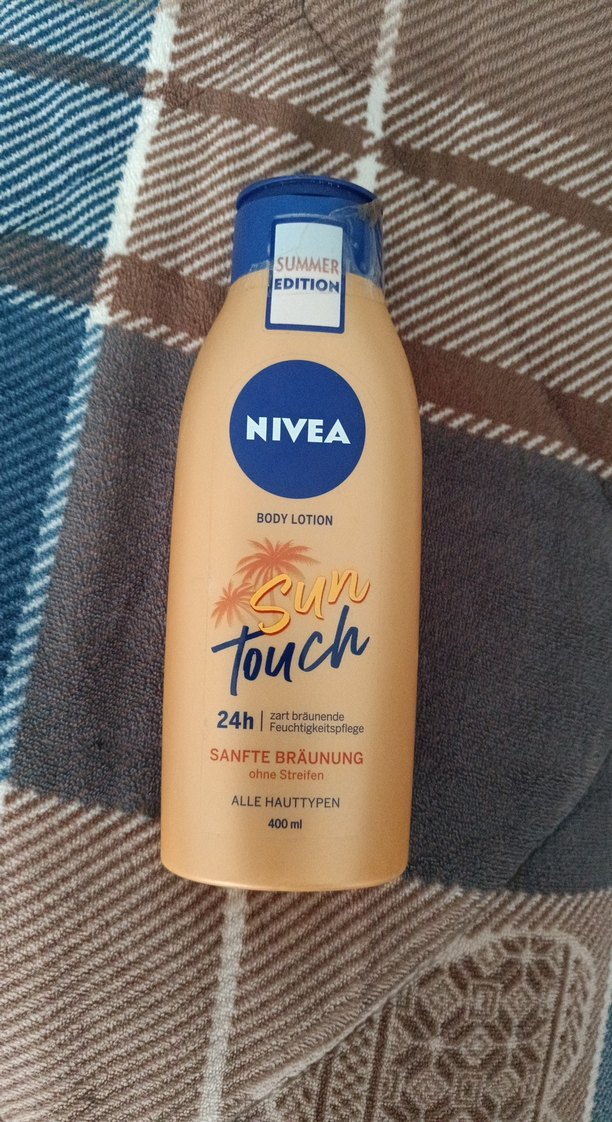 SUMMER
EDITION
NIVEA
BODY LOTION
Sun
Touch
24h | zart bräunende
Feuchtigkeitspflege
SANFTE BRÄUNUNG
ohne Streifen
ALLE HAUTTYPEN
400 ml